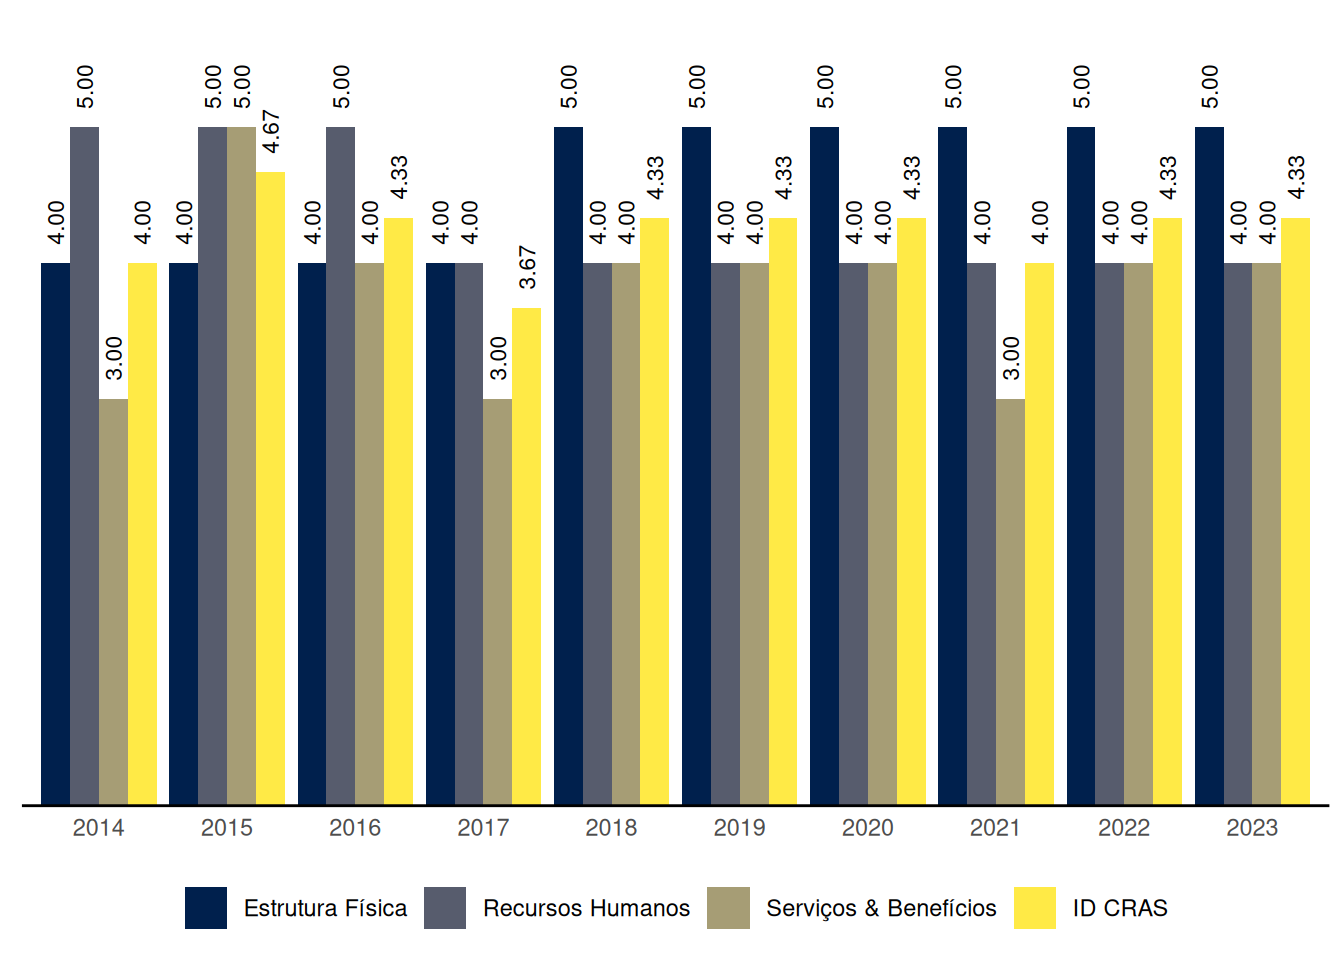 5.00 5.00 5.00 5.00 5.00 5.00 5.00 5.00 5.00 5.00
4.67
4.33 4.33 4.33 4.33 4.33 4.33
4.00 4.00 4.00 4.00 4.00 4.00 4.00 4.00 4.00 4.00 4.00 4.00 4.00 4.00 4.00 4.00 4.00 4.00 4.00 4.00
3.67
3.00 3.00 3.00
2014 2015 2016 2017 2018 2019 2020 2021 2022 2023
Estrutura Física Recursos Humanos Serviços & Benefícios ID CRAS